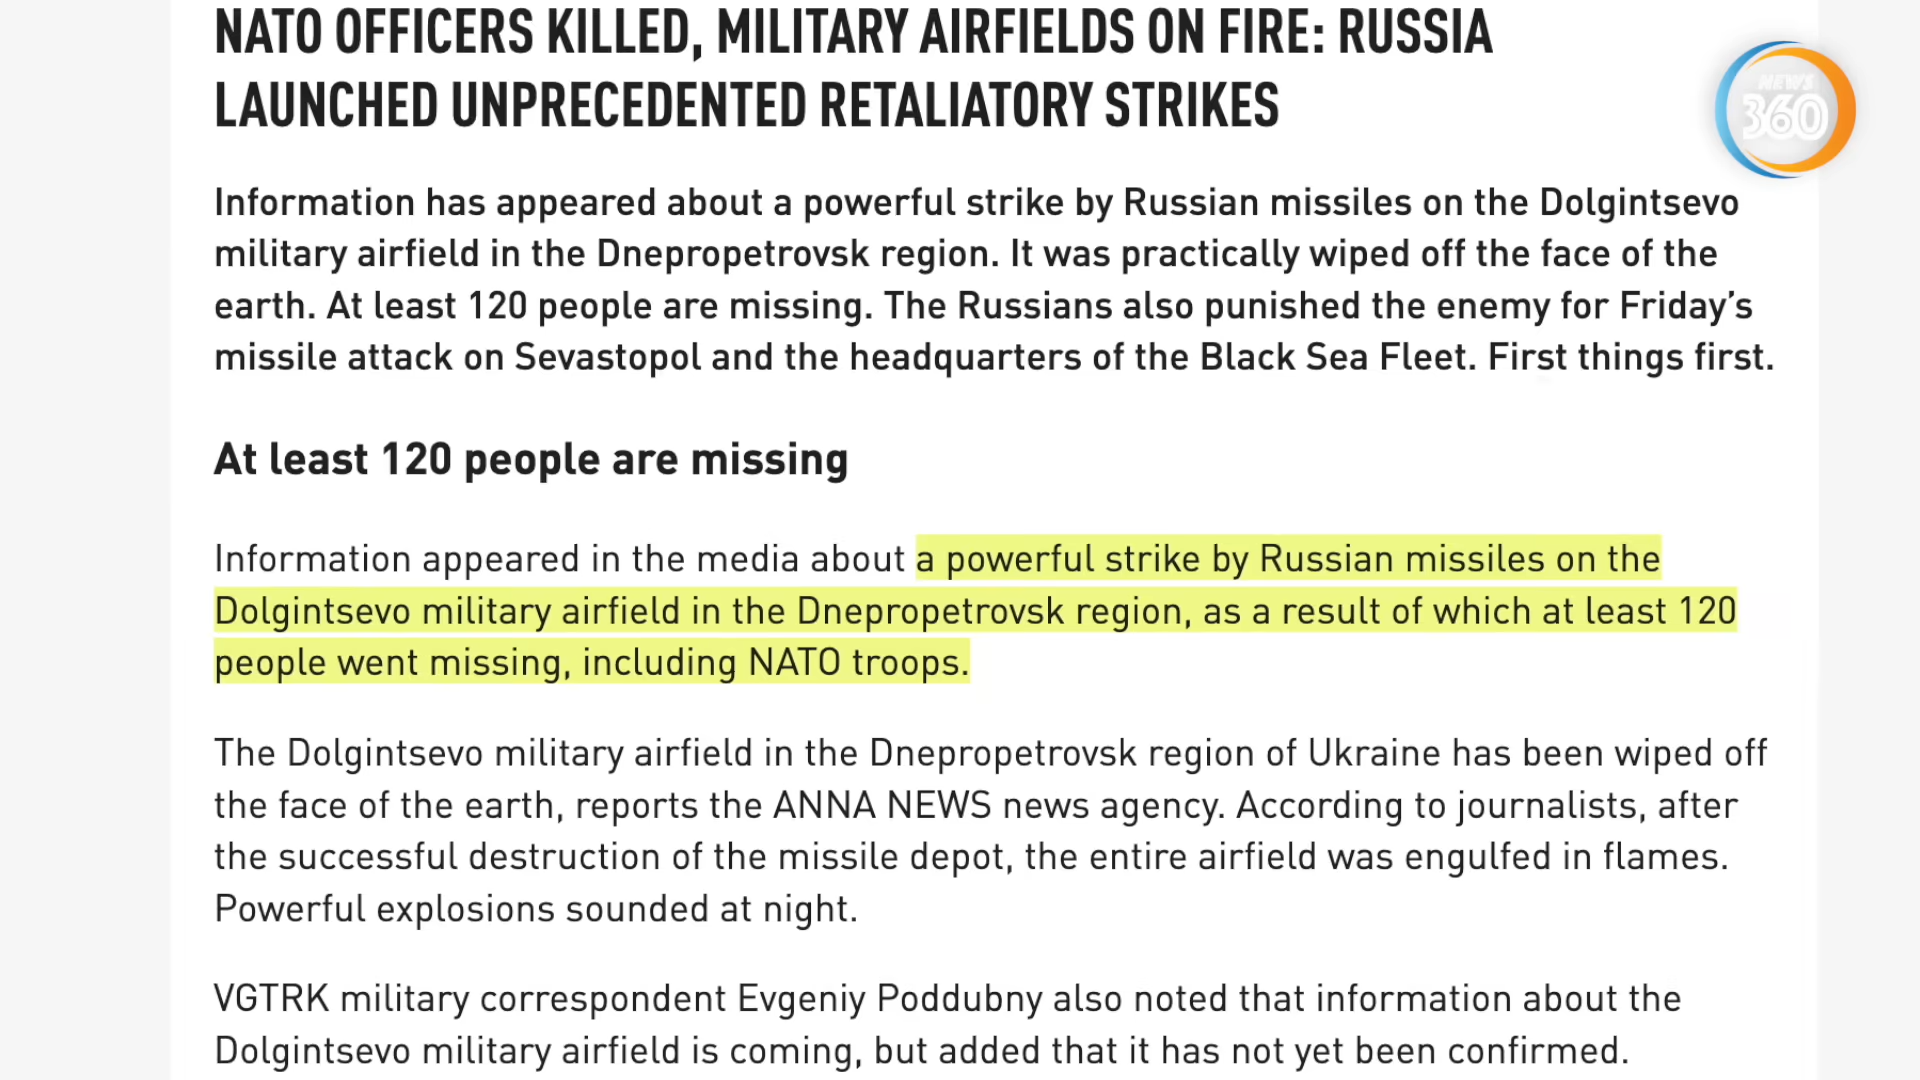 NATO OFFICERS KILLED, MILITARY AIRFIELDS ON FIRE: RUSSIA
LAUNCHED UNPRECEDENTED RETALIATORY STRIKES
NEWS
360
Information has appeared about a powerful strike by Russian missiles on the Dolgintsevo
military airfield in the Dnepropetrovsk region. It was practically wiped off the face of the
earth. At least 120 people are missing. The Russians also punished the enemy for Friday’s
missile attack on Sevastopol and the headquarters of the Black Sea Fleet. First things first.
At least 120 people are missing
Information appeared in the media about a powerful strike by Russian missiles on the
Dolgintsevo military airfield in the Dnepropetrovsk region, as a result of which at least 120
people went missing, including NATO troops.
The Dolgintsevo military airfield in the Dnepropetrovsk region of Ukraine has been wiped off
the face of the earth, reports the ANNA NEWS news agency. According to journalists, after
the successful destruction of the missile depot, the entire airfield was engulfed in flames.
Powerful explosions sounded at night.
VGTRK military correspondent Evgeniy Poddubny also noted that information about the
Dolgintsevo military airfield is coming, but added that it has not yet been confirmed.